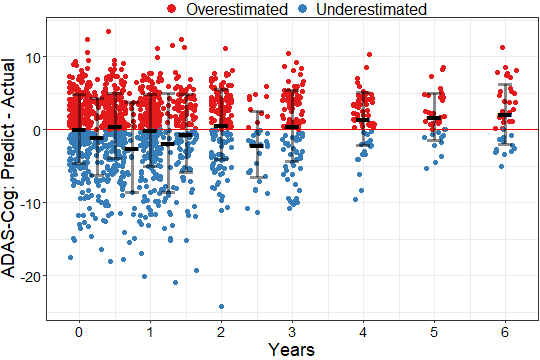 Overestimated Underestimated
ADAS-Cog: Predict - Actual
10
0
-10
-20
0 1 2 3 4 5 6
Years